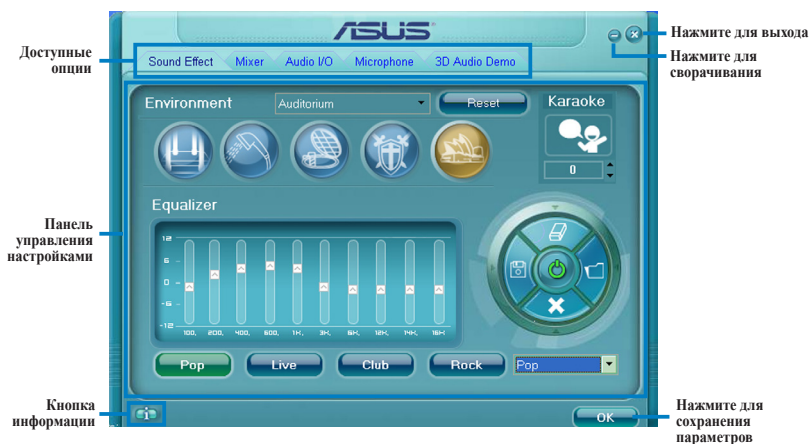 ASUS
Нажмите для выхода
Нажмите для
сворачивания
Доступные
опции
Sound Effect Mixer Audio I/O Microphone 3D Audio Demo
Environment Auditorium Reset Karaoke
0
Equalizer
Панель
управления
настройками
12
6
0
-6
-12
100, 200, 400, 600, 1K, 3K, 6K, 12K, 14K, 16K
Pop Live Club Rock Pop
Кнопка
информации
i
OK
Нажмите для
сохранения
параметров